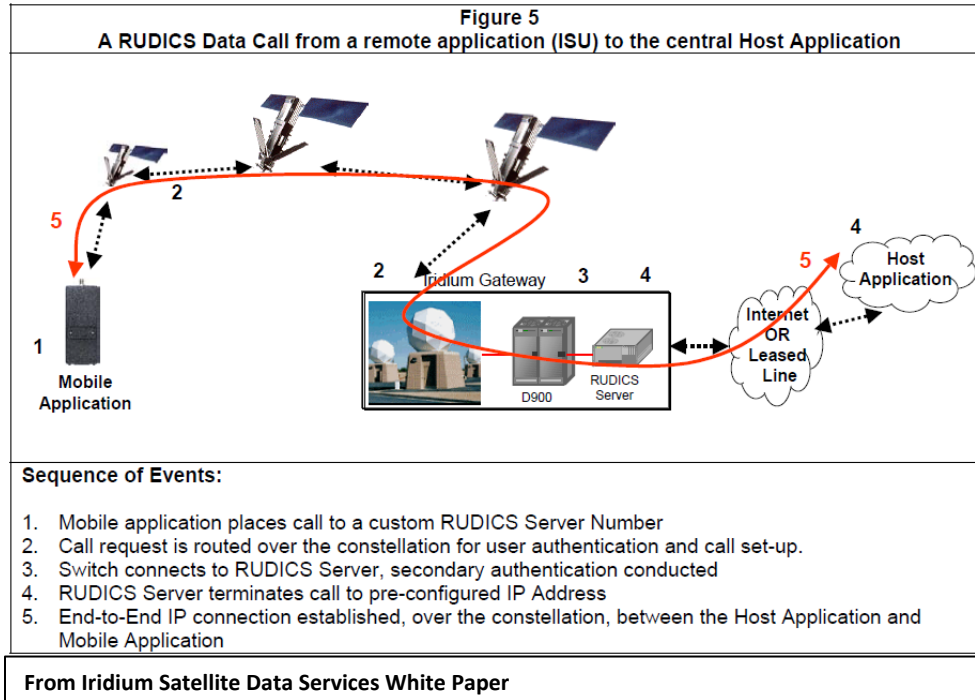 Figure 5
A RUDICS Data Call from a remote application (ISU) to the central Host Application
2
5
1
Mobile
Application
2
Iridium Gateway
3
4
D900
RUDICS
Server
Internet
OR
Leased
Line
5
4
Host
Application
Sequence of Events:
1. Mobile application places call to a custom RUDICS Server Number
2. Call request is routed over the constellation for user authentication and call set-up.
3. Switch connects to RUDICS Server, secondary authentication conducted
4. RUDICS Server terminates call to pre-configured IP Address
5. End-to-End IP connection established, over the constellation, between the Host Application and
Mobile Application
From Iridium Satellite Data Services White Paper